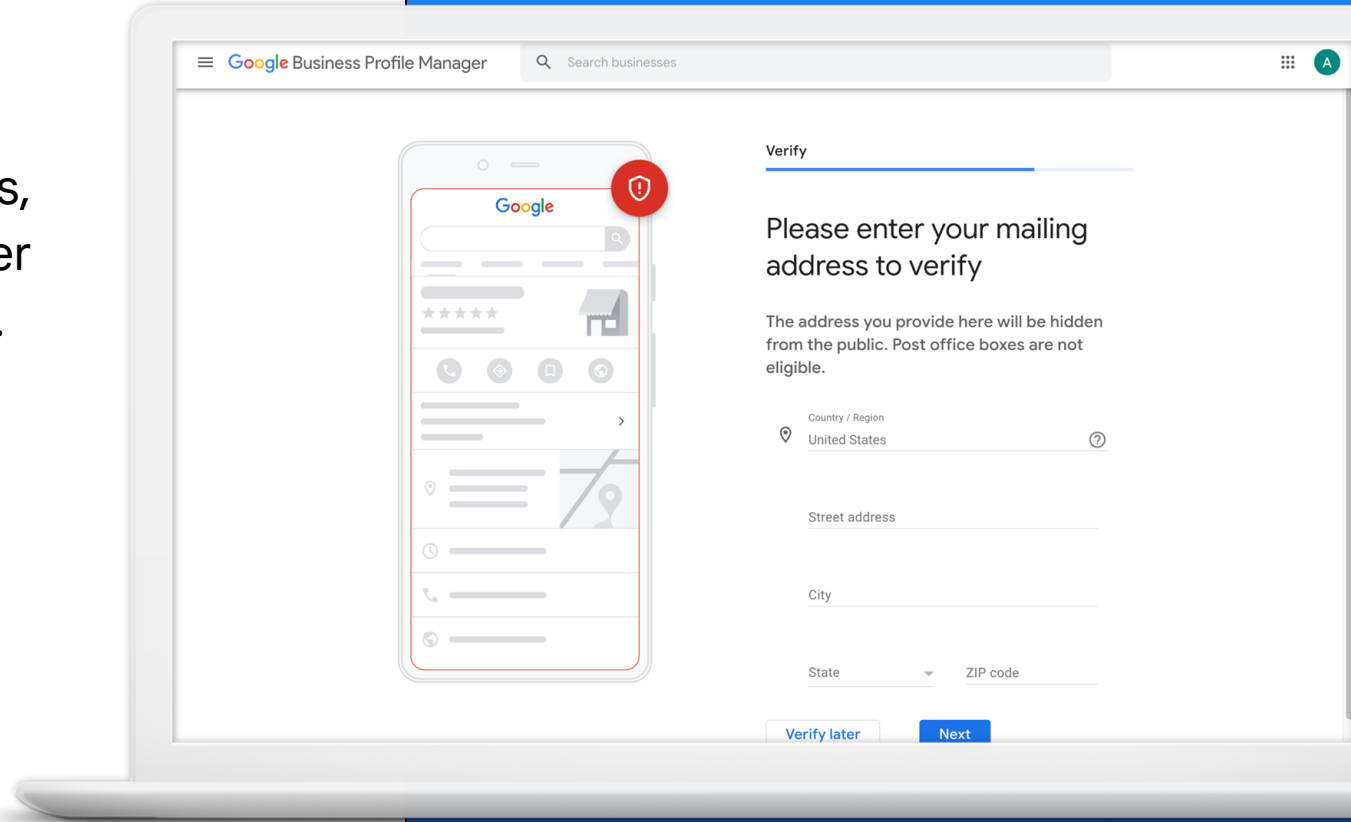 s,
er
.
Google Business Profile Manager
Search businesses
A
Google
Verify
Please enter your mailing
address to verify
The address you provide here will be hidden
from the public. Post office boxes are not
eligible.
Country / Region
United States
Street address
City
State
ZIP code
Verify later
Next